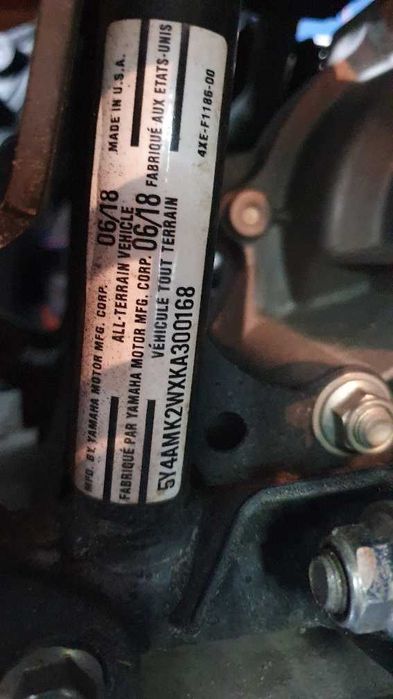 MFG. BY YAMAHA MOTOR MFG. CORP. 06/18 MADE IN U.S.A.
ALL-TERRAIN VEHICLE
FABRIQUÉ PAR YAMAHA MOTOR MFG. CORP. 06/18 FABRIQUÉ AUX ETATS-UNIS
VÉHICULE TOUT TERRAIN
5Y4AMK2WXKA300168
4XE-F1186-00